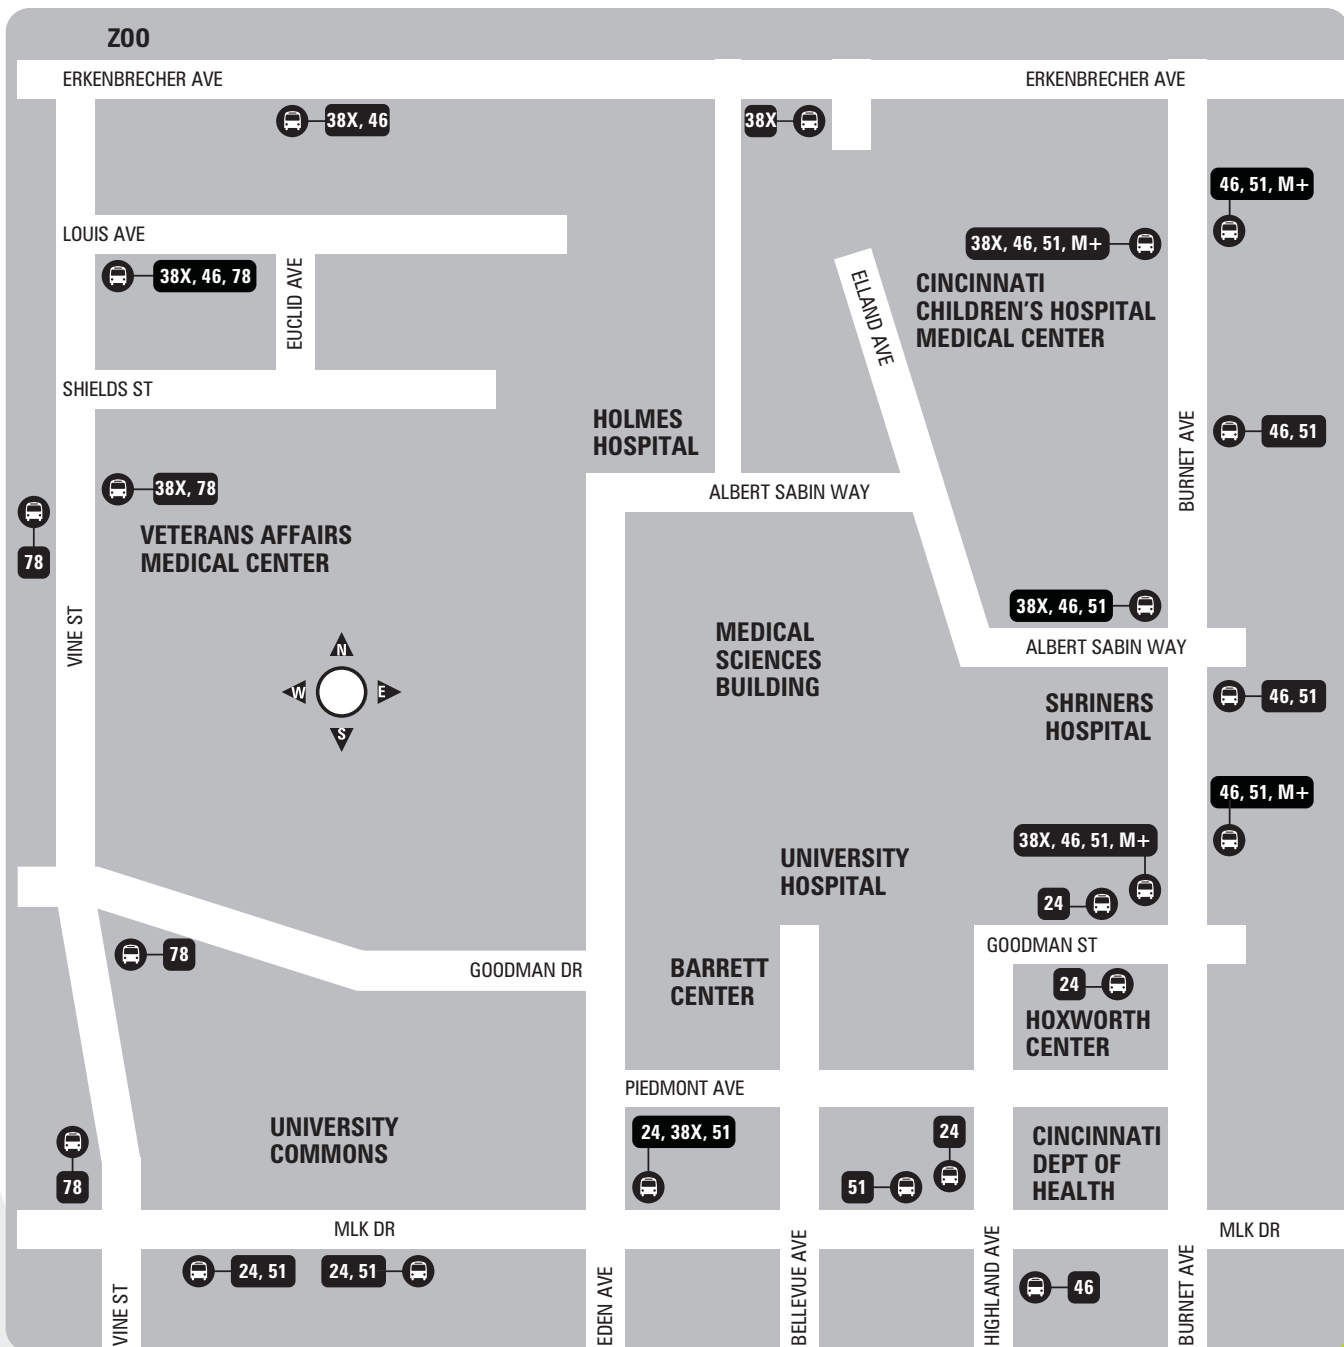 ZOO
ERKENBRECHER AVE
ERKENBRECHER AVE
38X, 46
38X
46, 51, M+
LOUIS AVE
38X, 46, 51, M+
38X, 46, 78
EUCLID AVE
ELLAND AVE
CINCINNATI
CHILDREN'S HOSPITAL
MEDICAL CENTER
SHIELDS ST
HOLMES
HOSPITAL
46, 51
BURNET AVE
38X, 78
ALBERT SABIN WAY
78
VETERANS AFFAIRS
MEDICAL CENTER
VINE ST
38X, 46, 51
N
W
E
S
MEDICAL
SCIENCES
BUILDING
ALBERT SABIN WAY
SHRINERS
HOSPITAL
46, 51
46, 51, M+
38X, 46, 51, M+
UNIVERSITY
HOSPITAL
24
78
GOODMAN DR
GOODMAN ST
BARRETT
CENTER
24
HOXWORTH
CENTER
PIEDMONT AVE
UNIVERSITY
COMMONS
24, 38X, 51
24
CINCINNATI
DEPT OF
HEALTH
78
51
MLK DR
MLK DR
24, 51
24, 51
46
VINE ST
EDEN AVE
BELLEVUE AVE
HIGHLAND AVE
BURNET AVE